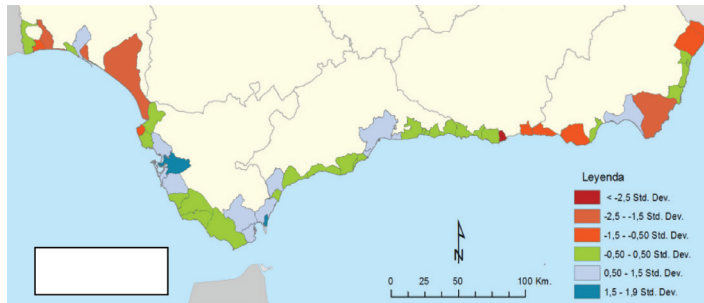 Leyenda
< -2,5 Std. Dev.
-2,5 - -1,5 Std. Dev.
-1,5 - -0,50 Std. Dev.
-0,50 - 0,50 Std. Dev.
0,50 - 1,5 Std. Dev.
1,5 - 1,9 Std. Dev.
N
0 25 50 100 Km.